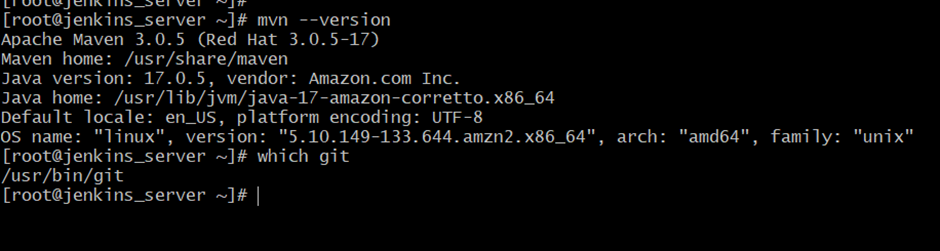 [root@jenkins_server ~]#
[root@jenkins_server ~]# mvn --version
Apache Maven 3.0.5 (Red Hat 3.0.5-17)
Maven home: /usr/share/maven
Java version: 17.0.5, vendor: Amazon.com Inc.
Java home: /usr/lib/jvm/java-17-amazon-corretto.x86_64
Default locale: en_US, platform encoding: UTF-8
OS name: "linux", version: "5.10.149-133.644.amzn2.x86_64", arch: "amd64", family: "unix"
[root@jenkins_server ~]# which git
/usr/bin/git
[root@jenkins_server ~]#